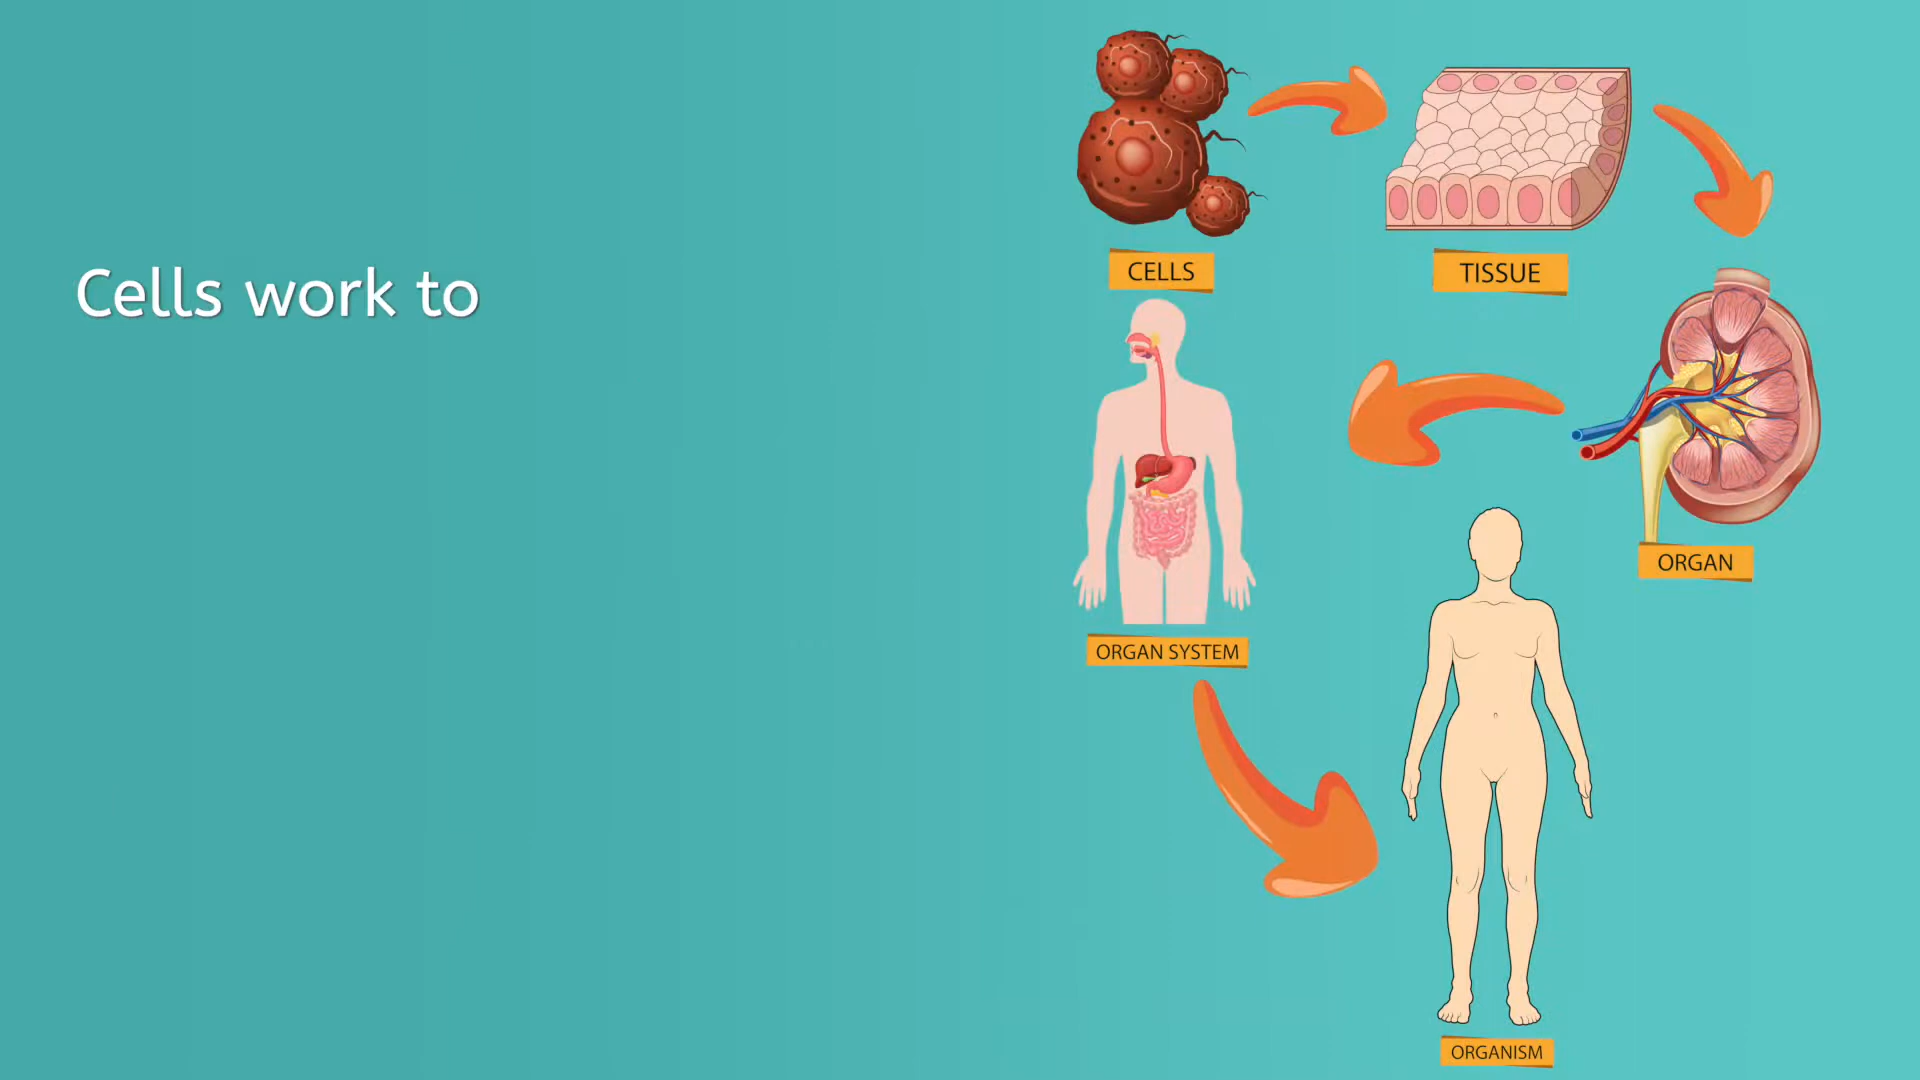 Cells work to
CELLS
TISSUE
ORGAN
ORGAN SYSTEM
ORGANISM